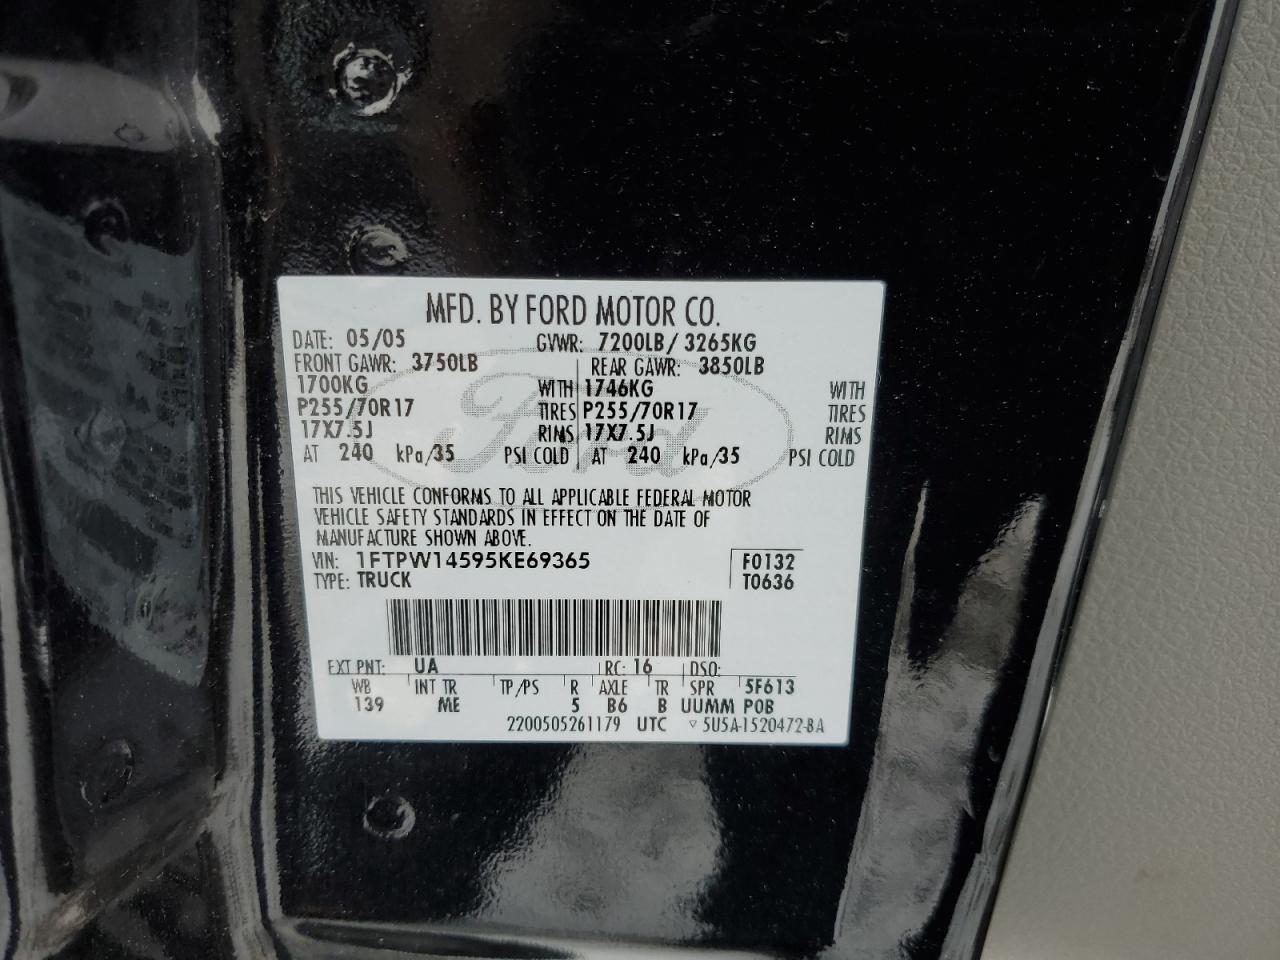 MFD. BY FORD MOTOR CO.
DATE: 05/05 GVWR: 7200LB/ 3265KG
FRONT GAWR: 3750LB REAR GAWR: 3850LB
1700KG WITH 1746KG WITH
P255/70R17 TIRES P255/70R17 TIRES
17X7.5J RIMS 17X7.5J RIMS
AT 240 kPa/35 PSI COLD AT 240 kPa/35 PSI COLD
Ford
THIS VEHICLE CONFORMS TO ALL APPLICABLE FEDERAL MOTOR
VEHICLE SAFETY STANDARDS IN EFFECT ON THE DATE OF
MANUFACTURE SHOWN ABOVE.
VIN: 1FTPW14595KE69365 F0132
TYPE: TRUCK T0636
EXT PNT: UA RC: 16 DSO:
WB INT TR TP/PS R AXLE TR SPR 5F613
139 ME 5 B6 B UUMM POB
2200505261179 UTC ▽ 5U5A-1520472-BA